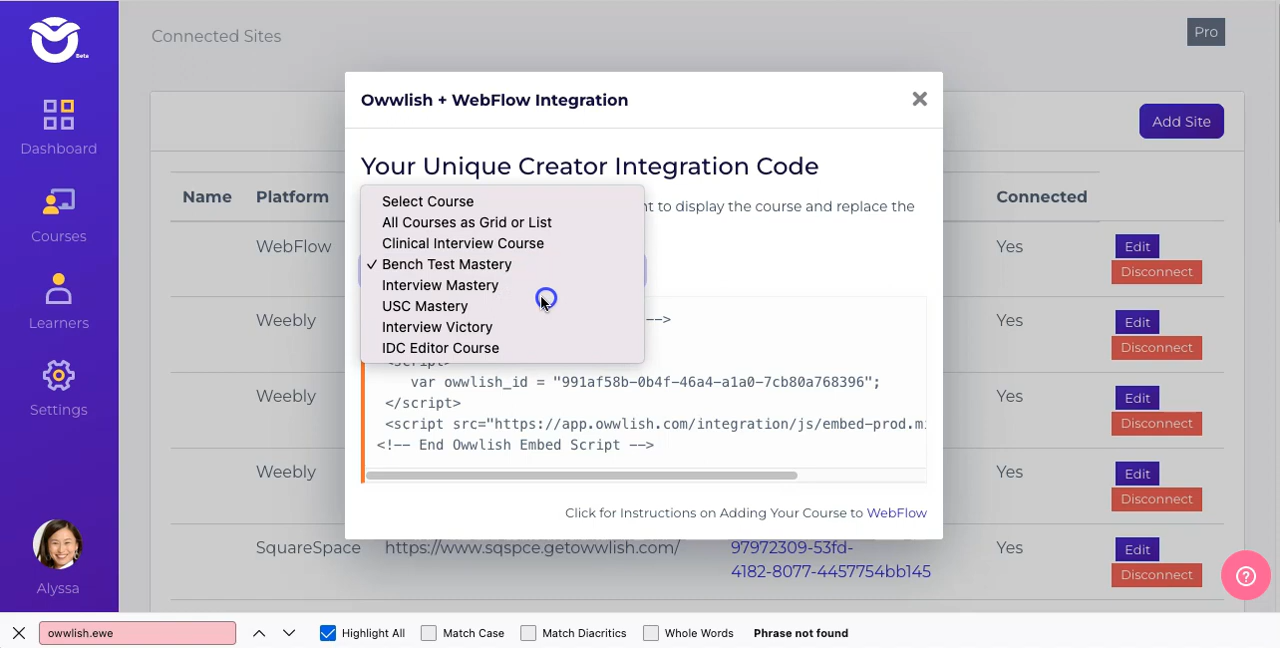 Connected Sites
Pro
Beta
Dashboard
Courses
Learners
Settings
Alyssa
Add Site
Name Platform Connected
WebFlow Yes Edit
Disconnect
Weebly Yes Edit
Disconnect
Weebly Yes Edit
Disconnect
Weebly Yes Edit
Disconnect
SquareSpace https://www.sqspce.getowwlish.com/ 97972309-53fd-
4182-8077-4457754bb145 Yes Edit
Disconnect
Owwlish + WebFlow Integration
Your Unique Creator Integration Code
to display the course and replace the
Select Course
All Courses as Grid or List
Clinical Interview Course
✓ Bench Test Mastery
Interview Mastery
USC Mastery
Interview Victory
IDC Editor Course
-->
var owwlish_id = "991af58b-0b4f-46a4-a1a0-7cb80a768396";
</script>
<script src="https://app.owwlish.com/integration/js/embed-prod.mi
<!-- End Owwlish Embed Script -->
Click for Instructions on Adding Your Course to WebFlow
owwlish.ewe
Highlight All
Match Case
Match Diacritics
Whole Words
Phrase not found